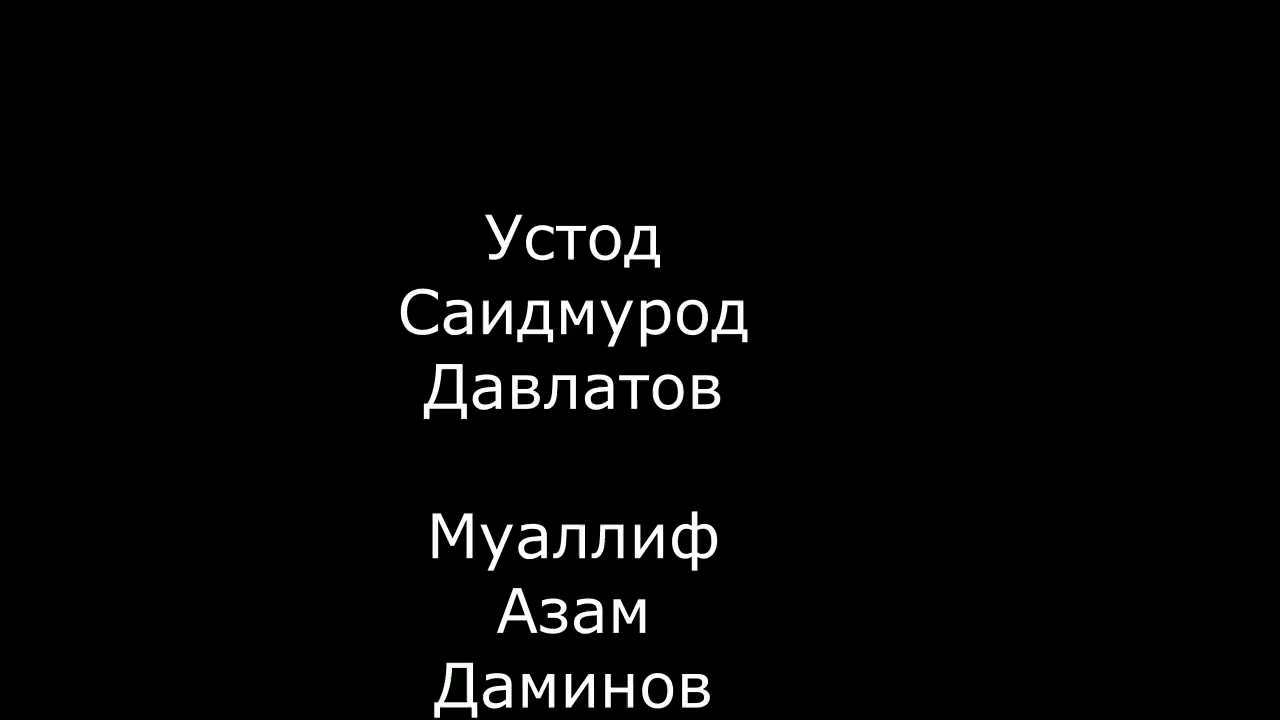 Устод
Саидмурод
Давлатов
Муаллиф
Азам
Даминов